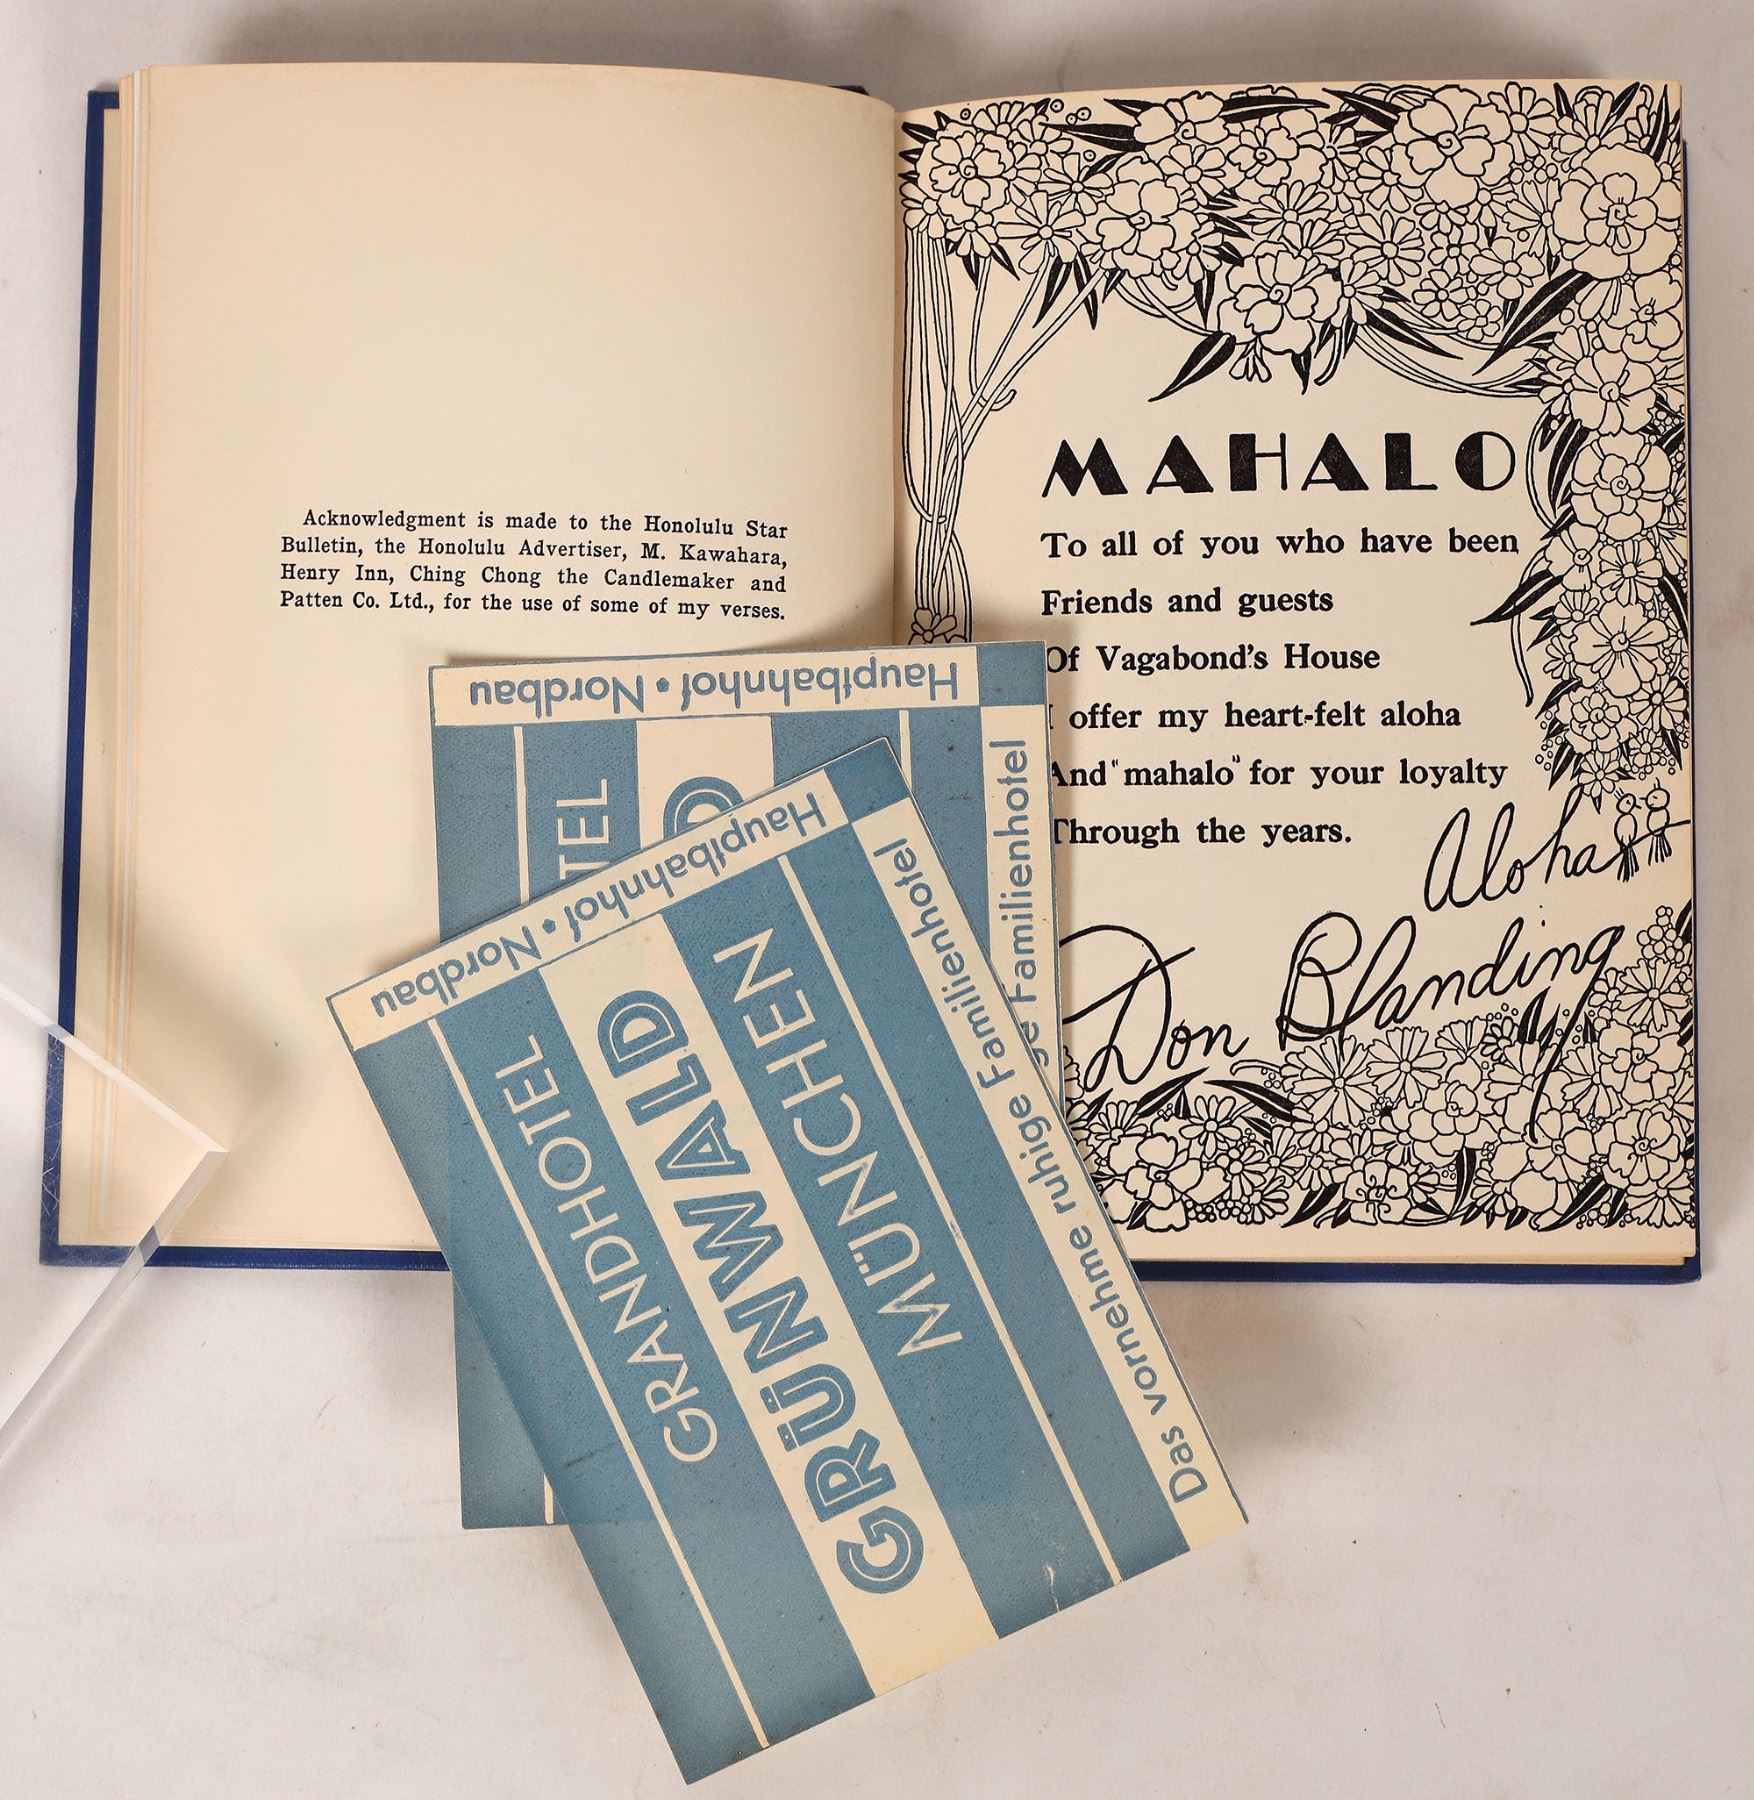 Acknowledgment is made to the Honolulu Star
Bulletin, the Honolulu Advertiser, M. Kawahara,
Henry Inn, Ching Chong the Candlemaker and
Patten Co. Ltd., for the use of some of my verses.
MAHALO
To all of you who have been
Friends and guests
Of Vagabond's House
I offer my heart-felt aloha
And "mahalo" for your loyalty
Through the years.
Aloha
Don Blanding
Hauptbahnhof • Nordbau
Familienhotel
Hauptbahnhof • Nordbau
GRANDHOTEL
GRÜNWALD
MÜNCHEN
Das vornehme ruhige Familienhotel